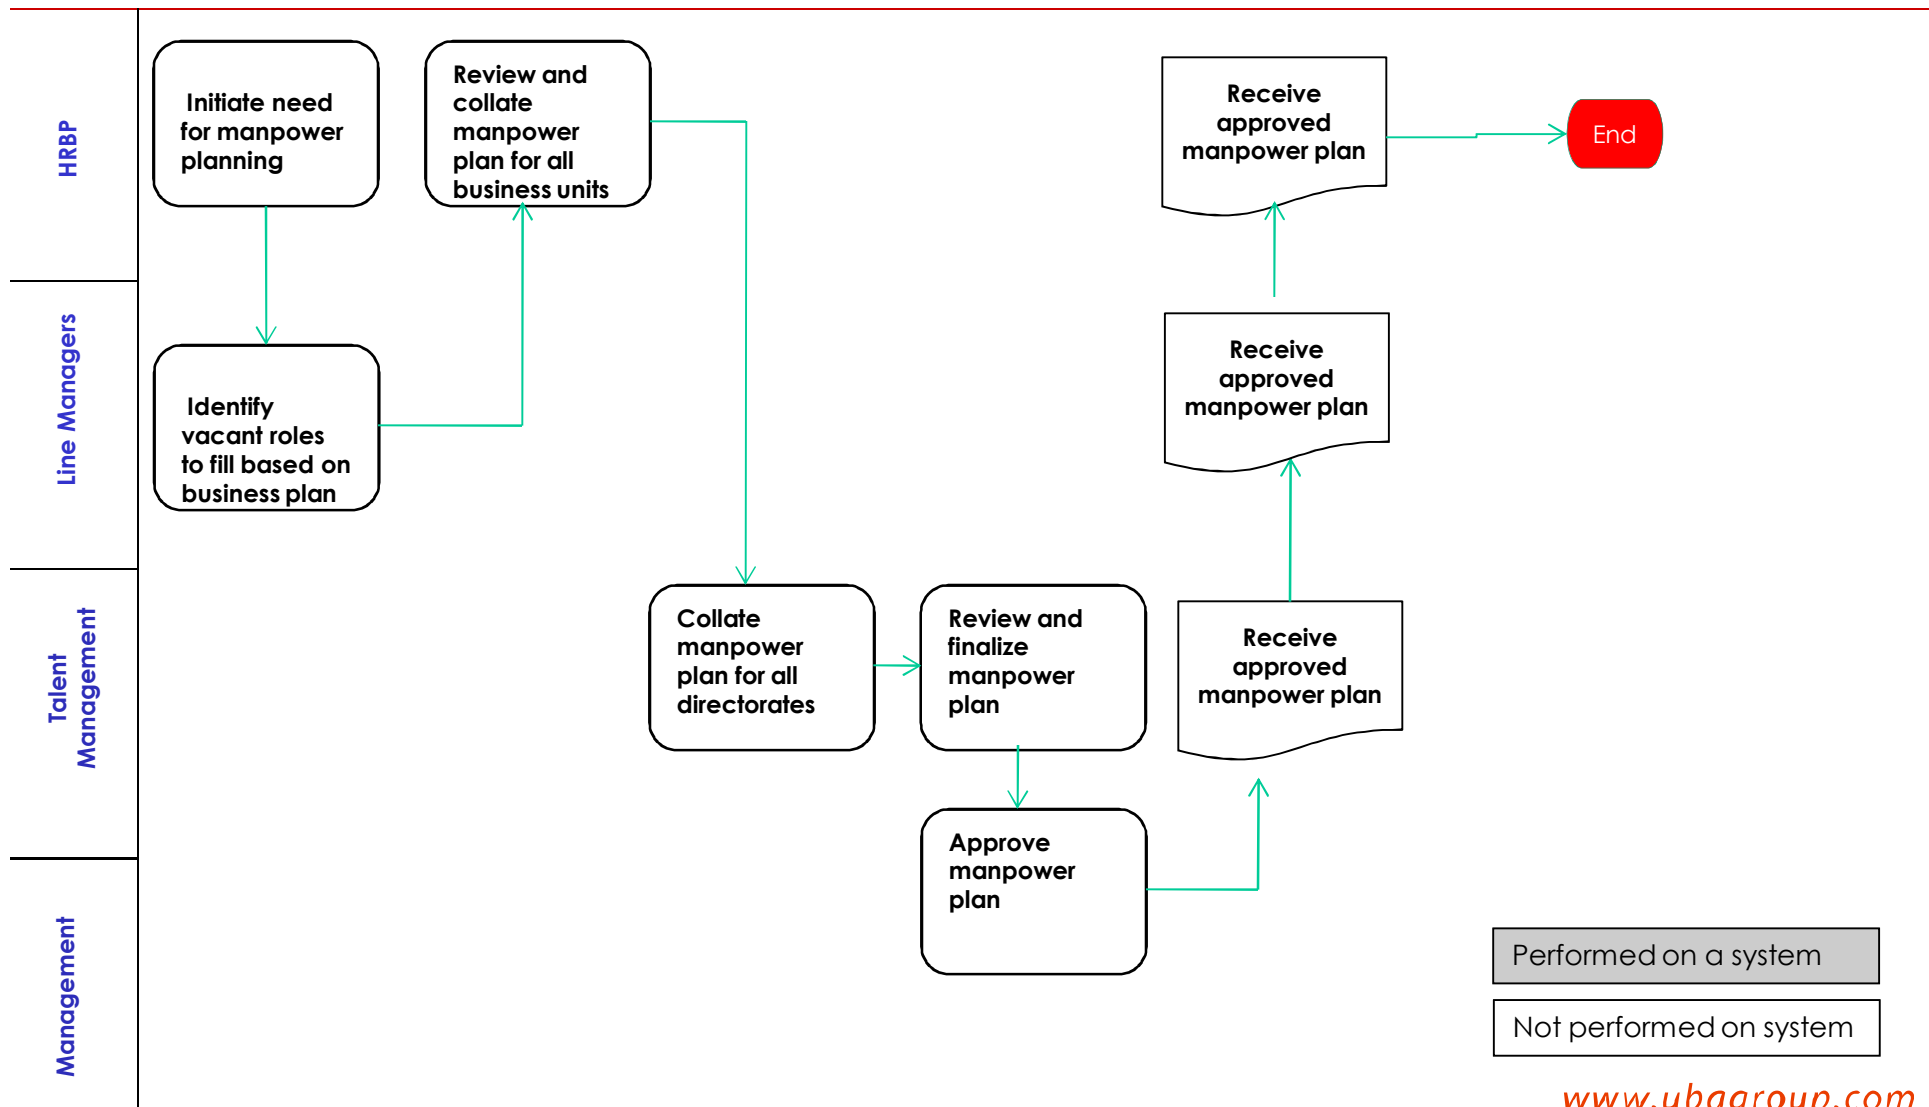 HRBP
Initiate need
for manpower
planning
Review and
collate
manpower
plan for all
business units
Receive
approved
manpower plan
End
Line Managers
Identify
vacant roles
to fill based on
business plan
Receive
approved
manpower plan
Talent
Management
Collate
manpower
plan for all
directorates
Review and
finalize
manpower
plan
Receive
approved
manpower plan
Management
Approve
manpower
plan
Performed on a system
Not performed on system
www.ubagroup.com